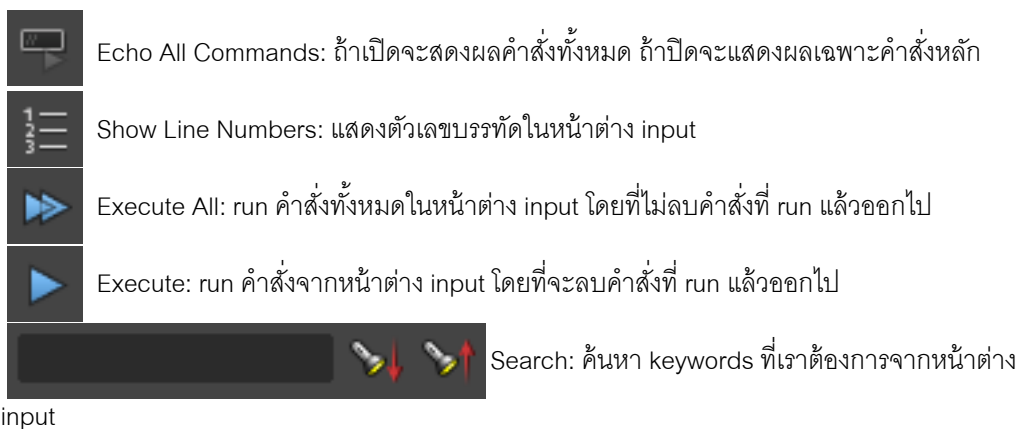 Echo All Commands: ถ้าเปิดจะสดงผลคำสั่งทั้งหมด ถ้าปิดจะแสดงผลเฉพาะคำสั่งหลัก
1
2
3
Show Line Numbers: แสดงตัวเลขบรรทัดในหน้าต่าง input
Execute All: run คำสั่งทั้งหมดในหน้าต่าง input โดยที่ไม่ลบคำสั่งที่ run แล้วออกไป
Execute: run คำสั่งจากหน้าต่าง input โดยที่จะลบคำสั่งที่ run แล้วออกไป
Search: ค้นหา keywords ที่เราต้องการจากหน้าต่าง
input